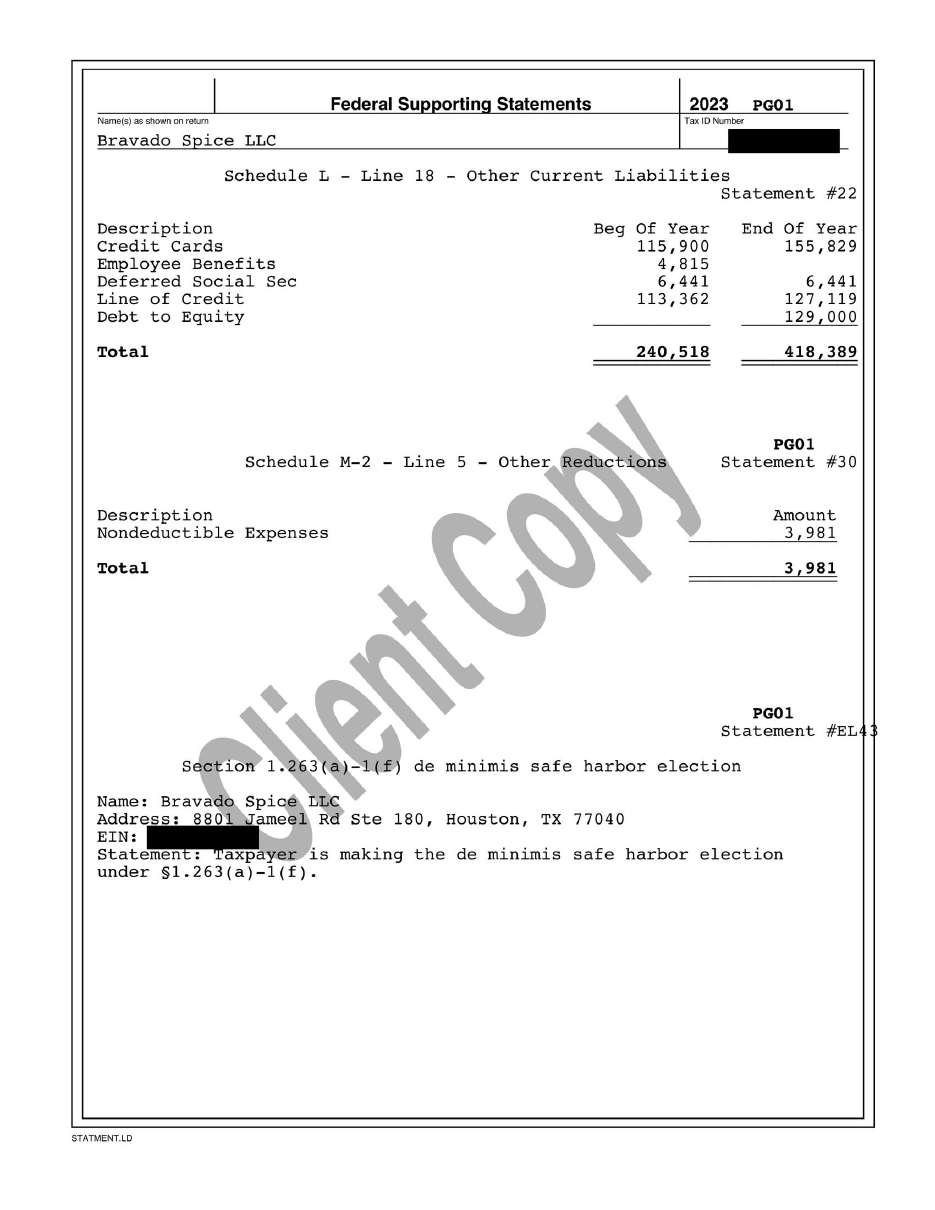 Federal Supporting Statements 2023 PG01
Name(s) as shown on return Tax ID Number
Bravado Spice LLC
Schedule L - Line 18 - Other Current Liabilities
Statement #22
Description Beg Of Year End Of Year
Credit Cards 115,900 155,829
Employee Benefits 4,815
Deferred Social Sec 6,441 6,441
Line of Credit 113,362 127,119
Debt to Equity 129,000
Total 240,518 418,389
PG01
Schedule M-2 - Line 5 - Other Reductions Statement #30
Description Amount
Nondeductible Expenses 3,981
Total 3,981
Client Copy
PG01
Statement #EL43
Section 1.263(a)-1(f) de minimis safe harbor election
Name: Bravado Spice LLC
Address: 8801 Jameel Rd Ste 180, Houston, TX 77040
EIN:
Statement: Taxpayer is making the de minimis safe harbor election
under §1.263(a)-1(f).
STATMENT.LD